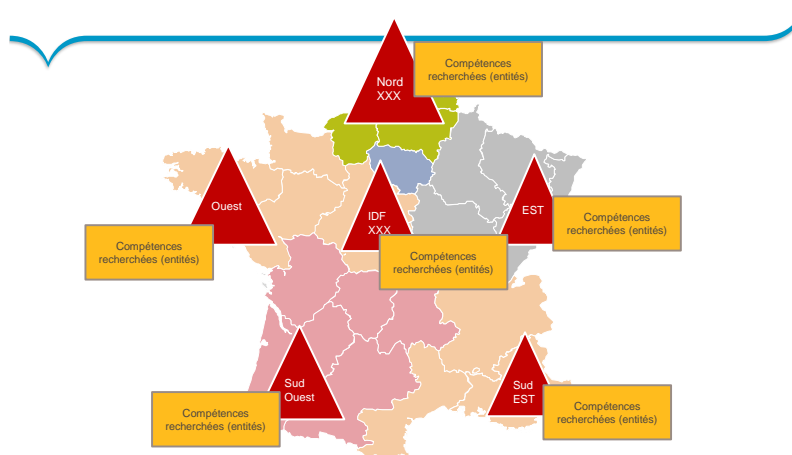 Nord
XXX
Compétences
recherchées (entités)
Ouest
Compétences
recherchées (entités)
IDF
XXX
Compétences
recherchées (entités)
EST
Compétences
recherchées (entités)
Sud
Ouest
Compétences
recherchées (entités)
Sud
EST
Compétences
recherchées (entités)